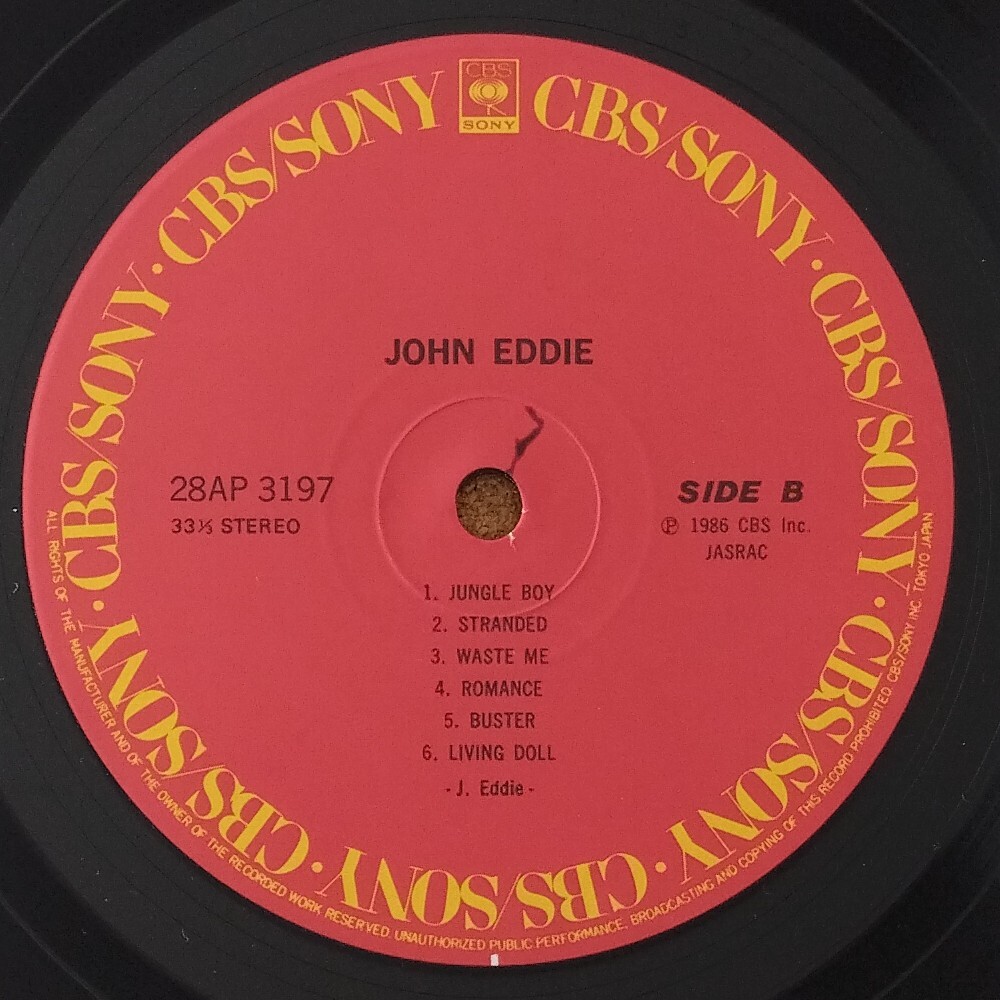 CBS
SONY
CBS/SONY · CBS/SONY · CBS/SONY · CBS/SONY · CBS/SONY · CBS/SONY · CBS/SONY · CBS/SONY
JOHN EDDIE
28AP 3197
33⅓ STEREO
SIDE B
℗ 1986 CBS Inc.
JASRAC
1. JUNGLE BOY
2. STRANDED
3. WASTE ME
4. ROMANCE
5. BUSTER
6. LIVING DOLL
- J. Eddie -
ALL RIGHTS OF THE MANUFACTURER AND OF THE OWNER OF THE RECORDED WORK RESERVED. UNAUTHORIZED PUBLIC PERFORMANCE, BROADCASTING AND COPYING OF THIS RECORD PROHIBITED. CBS/SONY INC. TOKYO JAPAN